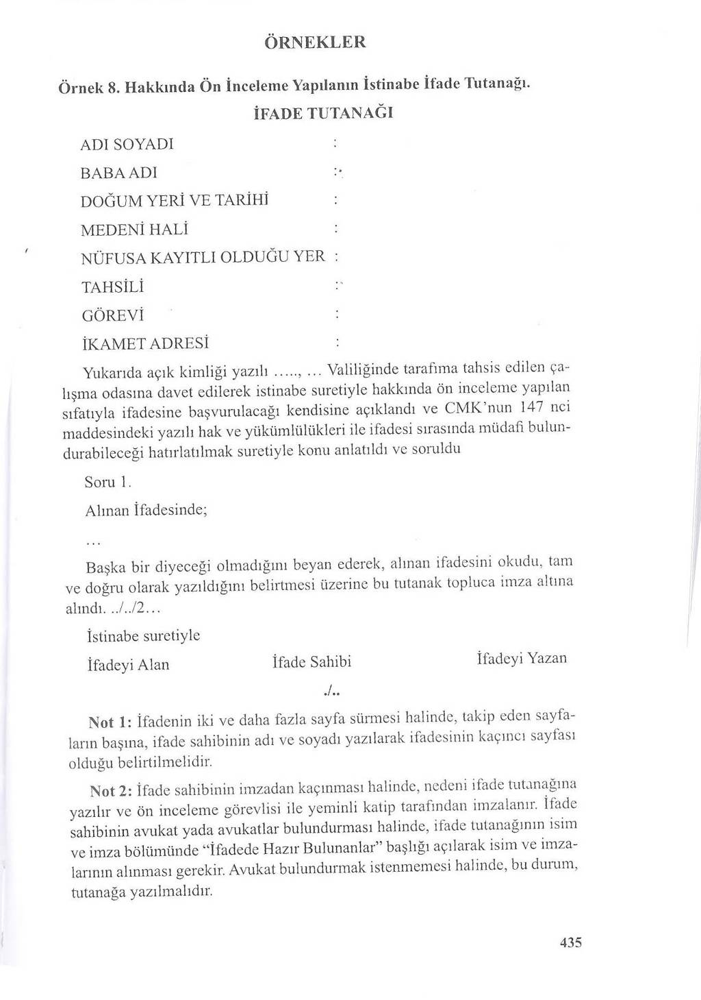 ÖRNEKLER
Örnek 8. Hakkında Ön İnceleme Yapılanın İstinabe İfade Tutanağı.
İFADE TUTANAĞI
ADI SOYADI :
BABA ADI :
DOĞUM YERİ VE TARİHİ :
MEDENİ HALİ :
NÜFUSA KAYITLI OLDUĞU YER :
TAHSİLİ :
GÖREVİ :
İKAMET ADRESİ :
Yukarıda açık kimliği yazılı ....., ... Valiliğinde tarafıma tahsis edilen ça-
lışma odasına davet edilerek istinabe suretiyle hakkında ön inceleme yapılan
sıfatıyla ifadesine başvurulacağı kendisine açıklandı ve CMK'nun 147 nci
maddesindeki yazılı hak ve yükümlülükleri ile ifadesi sırasında müdafi bulun-
durabileceği hatırlatılmak suretiyle konu anlatıldı ve soruldu
Soru 1.
Alınan İfadesinde;
...
Başka bir diyeceği olmadığını beyan ederek, alınan ifadesini okudu, tam
ve doğru olarak yazıldığını belirtmesi üzerine bu tutanak topluca imza altına
alındı. ../../2...
İstinabe suretiyle
İfadeyi Alan İfade Sahibi İfadeyi Yazan
./..
Not 1: İfadenin iki ve daha fazla sayfa sürmesi halinde, takip eden sayfa-
ların başına, ifade sahibinin adı ve soyadı yazılarak ifadesinin kaçıncı sayfası
olduğu belirtilmelidir.
Not 2: İfade sahibinin imzadan kaçınması halinde, nedeni ifade tutanağına
yazılır ve ön inceleme görevlisi ile yeminli katip tarafından imzalanır. İfade
sahibinin avukat yada avukatlar bulundurması halinde, ifade tutanağının isim
ve imza bölümünde “İfadede Hazır Bulunanlar” başlığı açılarak isim ve imza-
larının alınması gerekir. Avukat bulundurmak istenmemesi halinde, bu durum,
tutanağa yazılmalıdır.
435